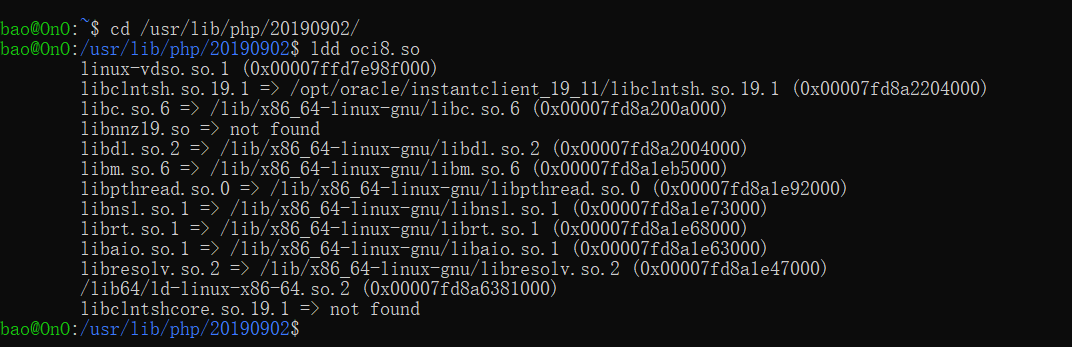 bao@0n0:~$ cd /usr/lib/php/20190902/
bao@0n0:/usr/lib/php/20190902$ ldd oci8.so
linux-vdso.so.1 (0x00007ffd7e98f000)
libclntsh.so.19.1 => /opt/oracle/instantclient_19_11/libclntsh.so.19.1 (0x00007fd8a2204000)
libc.so.6 => /lib/x86_64-linux-gnu/libc.so.6 (0x00007fd8a200a000)
libnnz19.so => not found
libdl.so.2 => /lib/x86_64-linux-gnu/libdl.so.2 (0x00007fd8a2004000)
libm.so.6 => /lib/x86_64-linux-gnu/libm.so.6 (0x00007fd8a1eb5000)
libpthread.so.0 => /lib/x86_64-linux-gnu/libpthread.so.0 (0x00007fd8a1e92000)
libnsl.so.1 => /lib/x86_64-linux-gnu/libnsl.so.1 (0x00007fd8a1e73000)
librt.so.1 => /lib/x86_64-linux-gnu/librt.so.1 (0x00007fd8a1e68000)
libaio.so.1 => /lib/x86_64-linux-gnu/libaio.so.1 (0x00007fd8a1e63000)
libresolv.so.2 => /lib/x86_64-linux-gnu/libresolv.so.2 (0x00007fd8a1e47000)
/lib64/ld-linux-x86-64.so.2 (0x00007fd8a6381000)
libclntshcore.so.19.1 => not found
bao@0n0:/usr/lib/php/20190902$